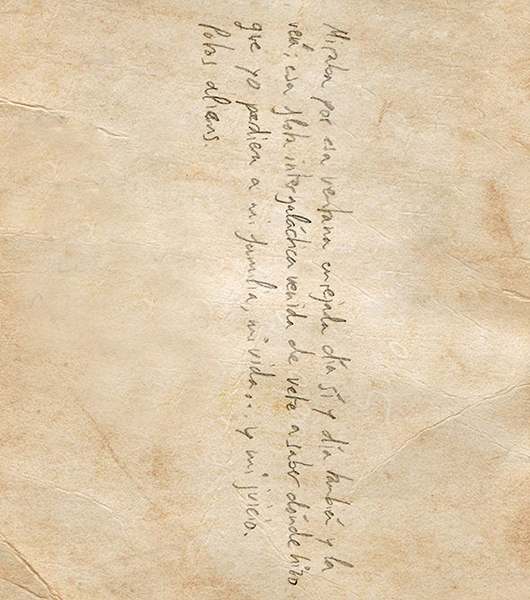 Miraba por esa ventana enrejada día sí y día también y la
veía, esa flota intergaláctica venida de vete a saber dónde hizo
que yo perdiera a mi familia, mi vida... y mi juicio.
Putos aliens.